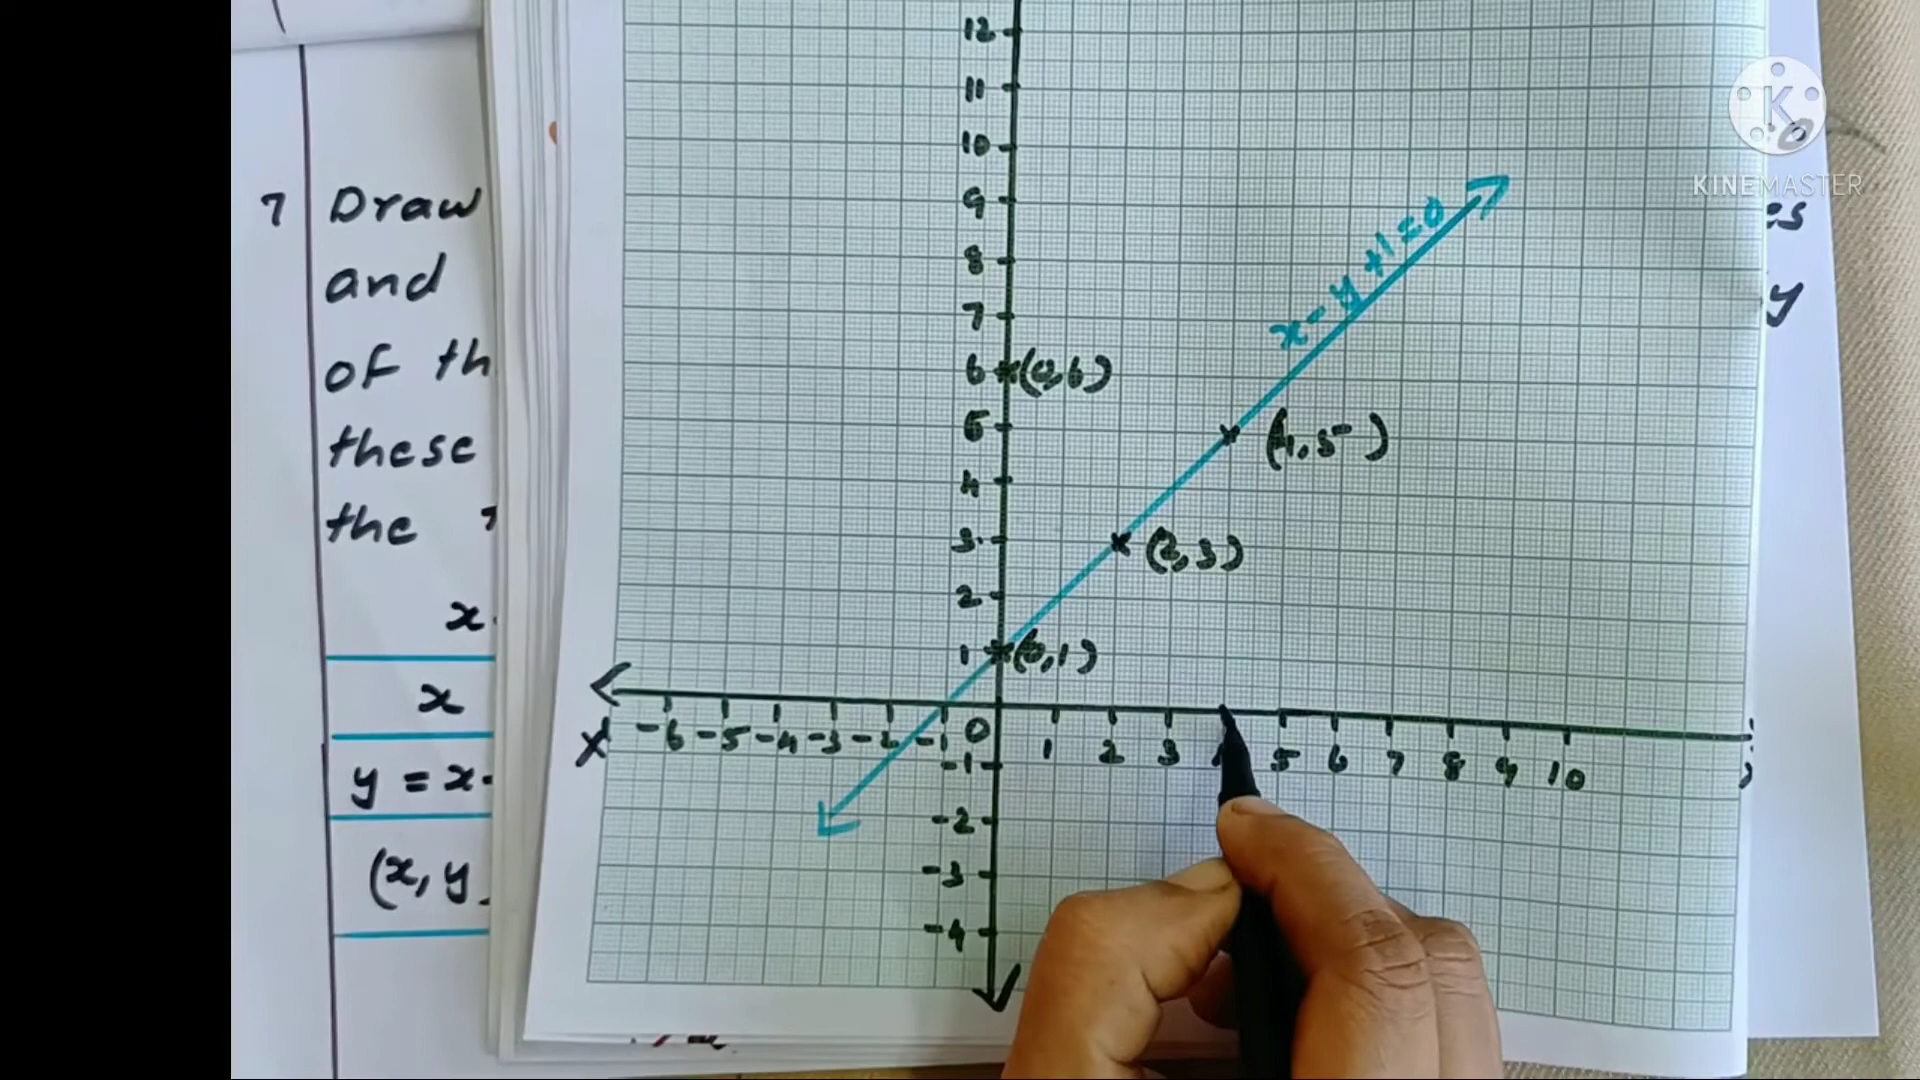 7 Draw
and
of th
these
the
x
x
y = x
(x, y
es
y
12
11
10
9
8
7
6 (0,6)
5
4
3
2
1 (0,1)
x-y+1=0
(4,5)
(2,3)
-6 -5 -4 -3 -2 -1 0 1 2 3 5 6 7 8 9 10
x'
-1
-2
-3
-4
K
KINEMASTER